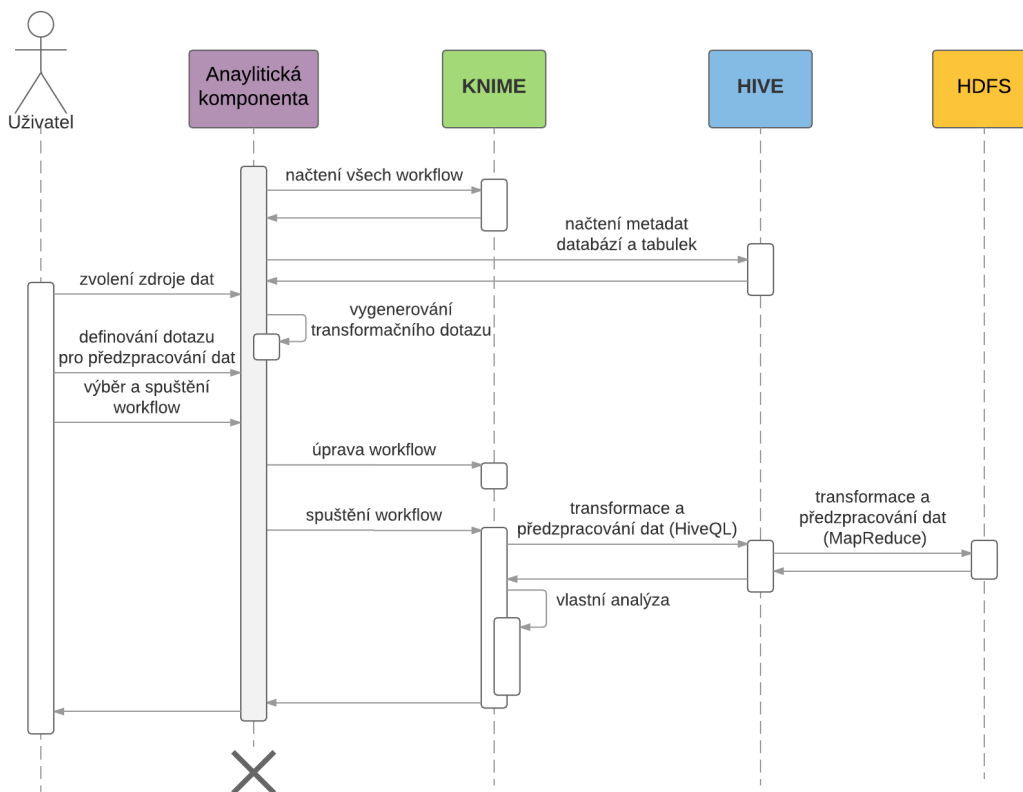 Uživatel
Anaylitická
komponenta
KNIME
HIVE
HDFS
načtení všech workflow
načtení metadat
databází a tabulek
zvolení zdroje dat
vygenerování
transformačního dotazu
definování dotazu
pro předzpracování dat
výběr a spuštění
workflow
úprava workflow
spuštění workflow
transformace a
předzpracování dat (HiveQL)
transformace a
předzpracování dat
(MapReduce)
vlastní analýza